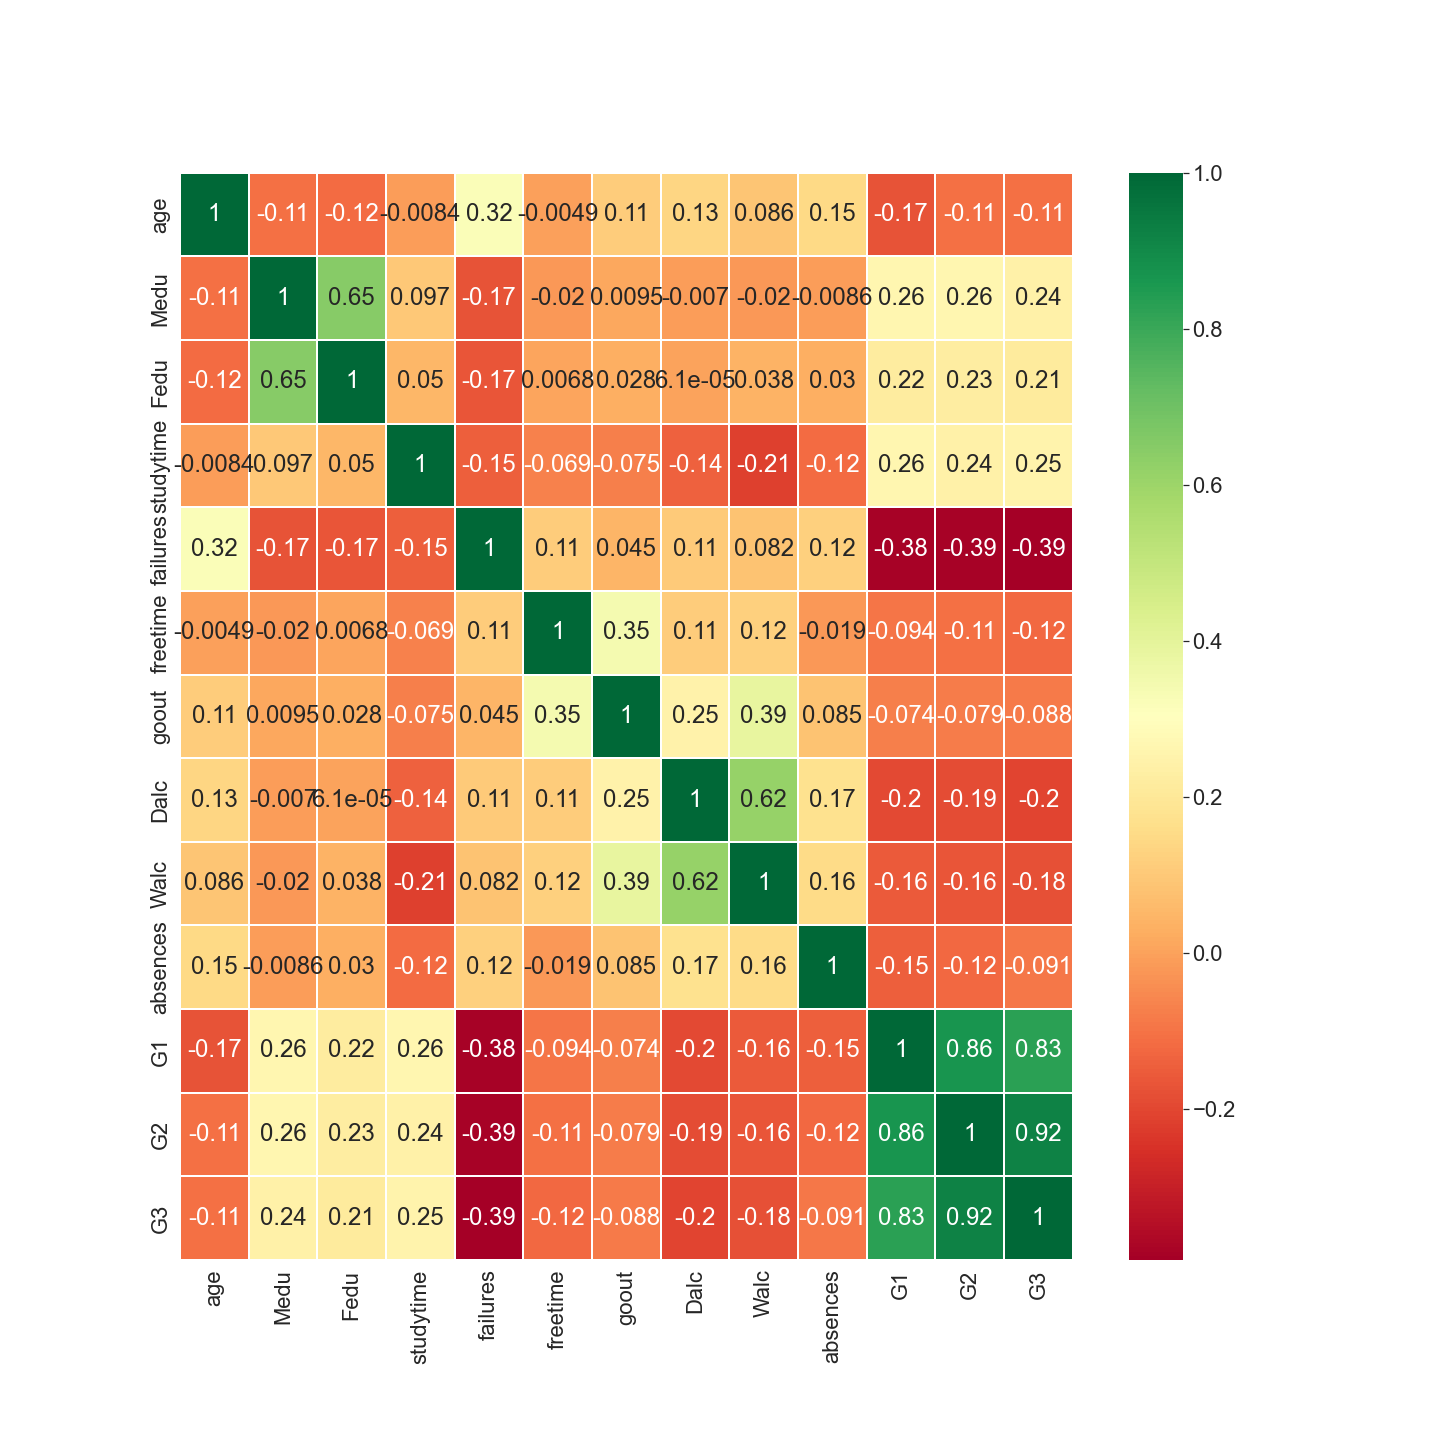 age 1 -0.11 -0.12 -0.0084 0.32 -0.0049 0.11 0.13 0.086 0.15 -0.17 -0.11 -0.11
Medu -0.11 1 0.65 0.097 -0.17 -0.02 0.0095 -0.007 -0.02 -0.0086 0.26 0.26 0.24
Fedu -0.12 0.65 1 0.05 -0.17 0.0068 0.028 6.1e-05 0.038 0.03 0.22 0.23 0.21
studytime -0.0084 0.097 0.05 1 -0.15 -0.069 -0.075 -0.14 -0.21 -0.12 0.26 0.24 0.25
failures 0.32 -0.17 -0.17 -0.15 1 0.11 0.045 0.11 0.082 0.12 -0.38 -0.39 -0.39
freetime -0.0049 -0.02 0.0068 -0.069 0.11 1 0.35 0.11 0.12 -0.019 -0.094 -0.11 -0.12
goout 0.11 0.0095 0.028 -0.075 0.045 0.35 1 0.25 0.39 0.085 -0.074 -0.079 -0.088
Dalc 0.13 -0.007 6.1e-05 -0.14 0.11 0.11 0.25 1 0.62 0.17 -0.2 -0.19 -0.2
Walc 0.086 -0.02 0.038 -0.21 0.082 0.12 0.39 0.62 1 0.16 -0.16 -0.16 -0.18
absences 0.15 -0.0086 0.03 -0.12 0.12 -0.019 0.085 0.17 0.16 1 -0.15 -0.12 -0.091
G1 -0.17 0.26 0.22 0.26 -0.38 -0.094 -0.074 -0.2 -0.16 -0.15 1 0.86 0.83
G2 -0.11 0.26 0.23 0.24 -0.39 -0.11 -0.079 -0.19 -0.16 -0.12 0.86 1 0.92
G3 -0.11 0.24 0.21 0.25 -0.39 -0.12 -0.088 -0.2 -0.18 -0.091 0.83 0.92 1
age Medu Fedu studytime failures freetime goout Dalc Walc absences G1 G2 G3
1.0
0.8
0.6
0.4
0.2
0.0
−0.2